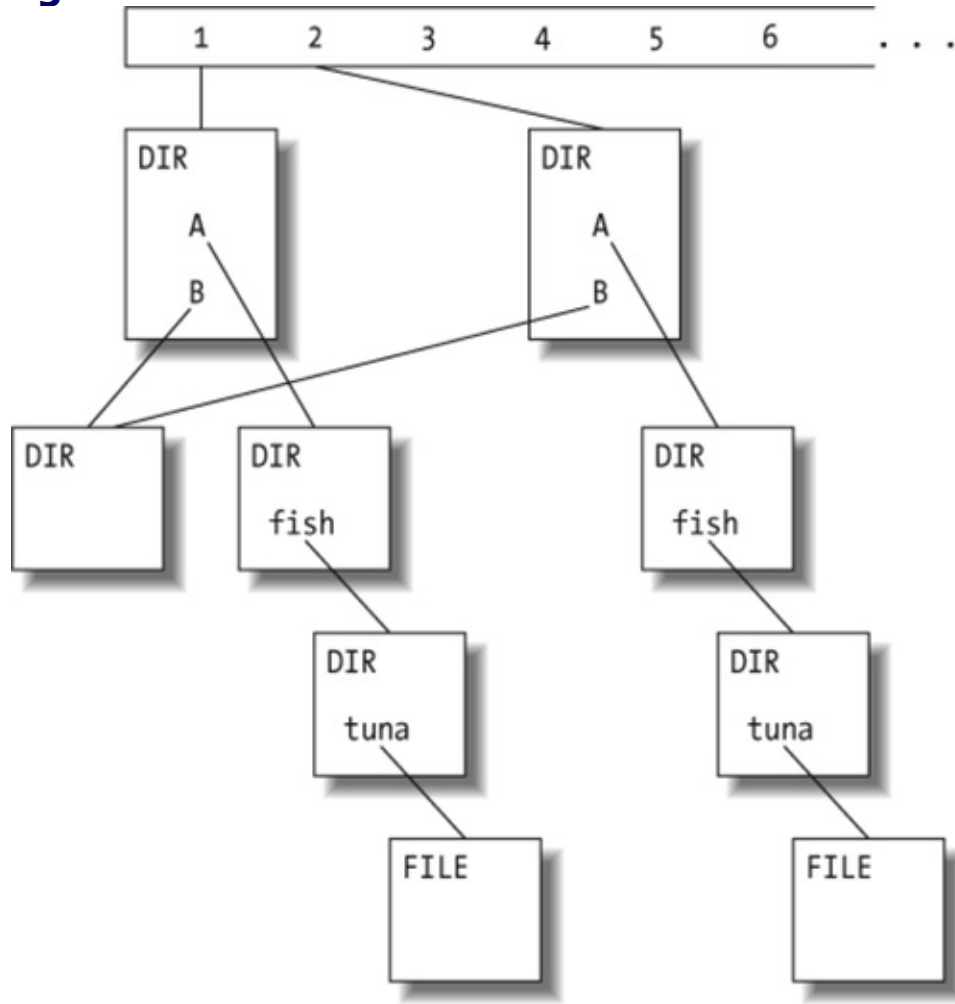 g
1 2 3 4 5 6 . . .
DIR DIR
A A
B B
DIR DIR DIR
fish fish
DIR DIR
tuna tuna
FILE FILE